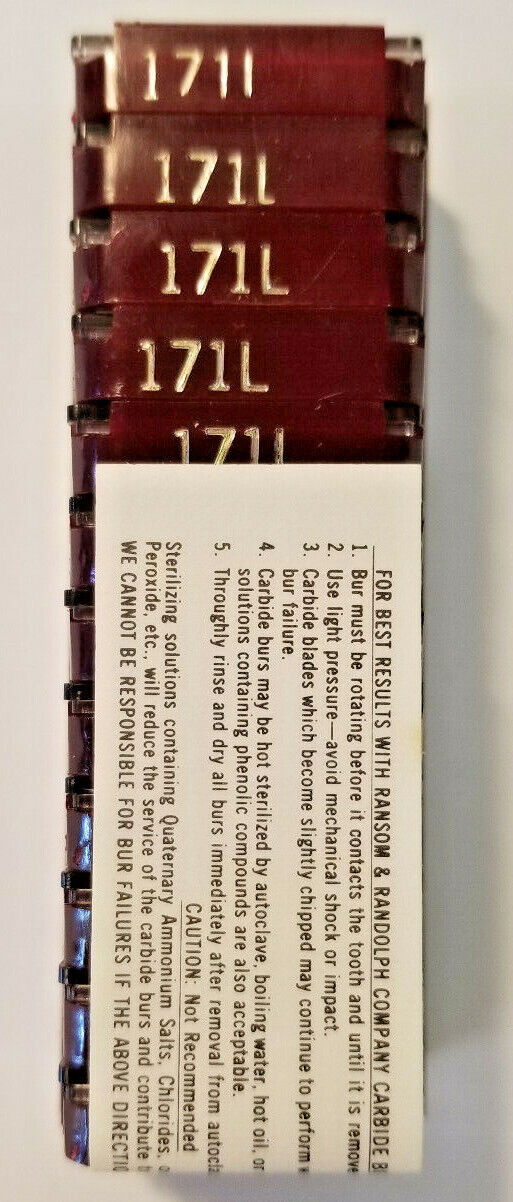 171L
171L
171L
171L
171L
FOR BEST RESULTS WITH RANSOM & RANDOLPH COMPANY CARBIDE
1. Bur must be rotating before it contacts the tooth and until it is
2. Use light pressure—avoid mechanical shock or impact.
3. Carbide blades which become slightly chipped may continue to perform
bur failure.
4. Carbide burs may be hot sterilized by autoclave, boiling water, hot oil, or
solutions containing phenolic compounds are also acceptable.
5. Throughly rinse and dry all burs immediately after removal from
CAUTION: Not Recommended
Sterilizing solutions containing Quaternary Ammonium Salts, Chlorides,
Peroxide, etc., will reduce the service of the carbide burs and contribute
WE CANNOT BE RESPONSIBLE FOR BUR FAILURES IF THE ABOVE